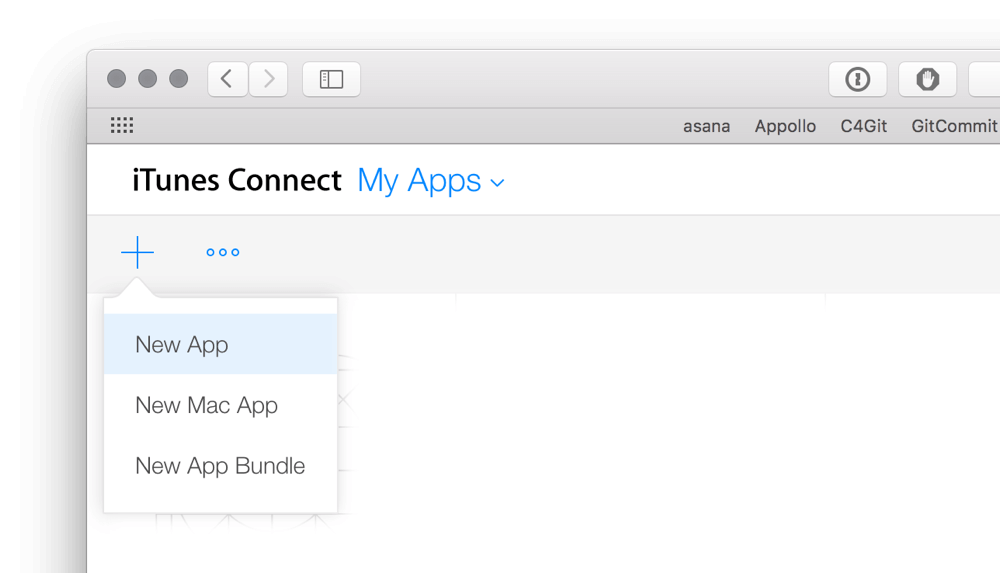 asana Appollo C4Git GitCommit
iTunes Connect My Apps
New App
New Mac App
New App Bundle